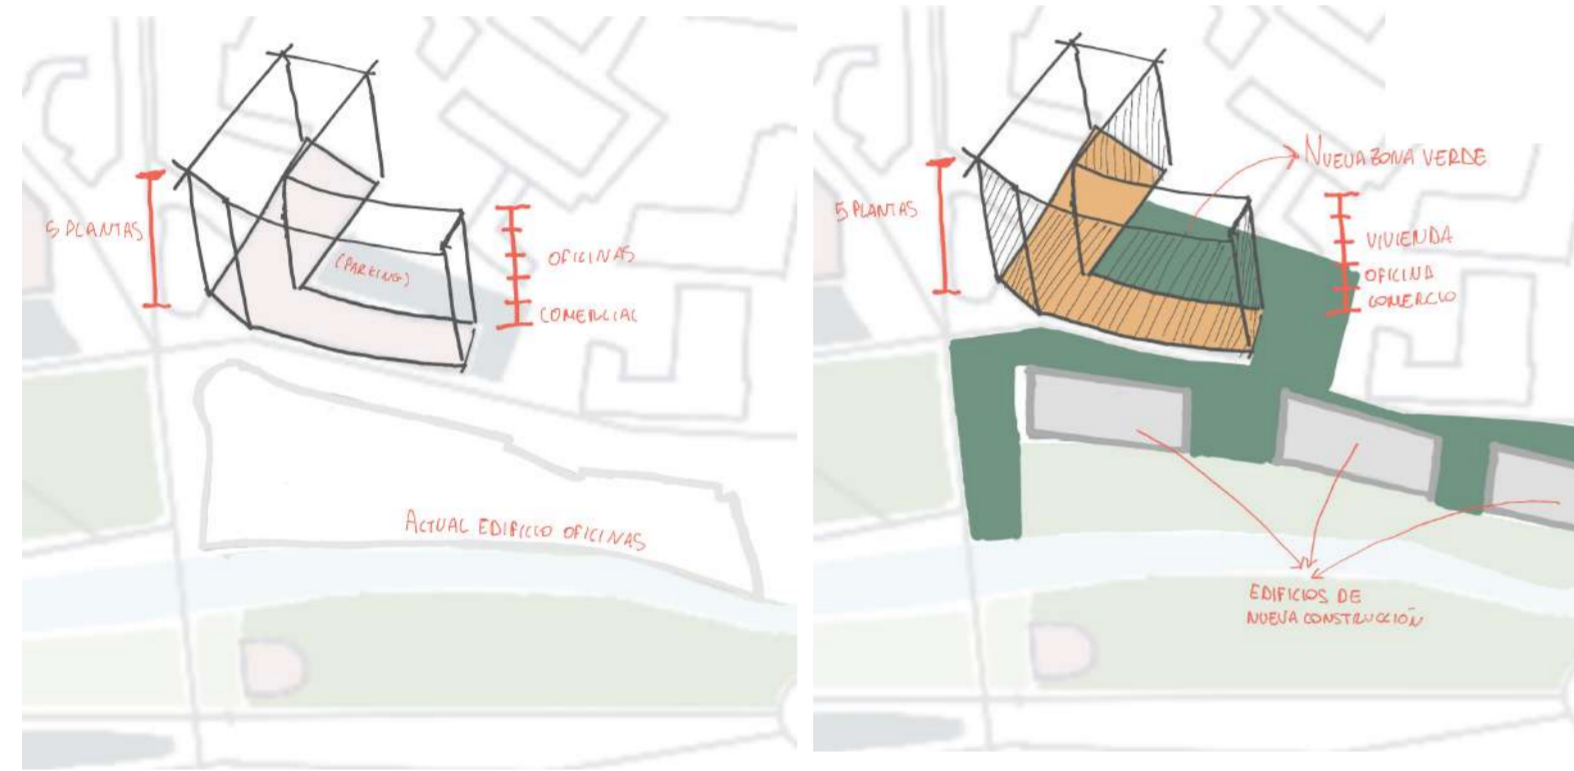 5 PLANTAS
(PARKING)
OFICINAS
COMERCIAL
ACTUAL EDIFICIO OFICINAS
NUEVA ZONA VERDE
5 PLANTAS
VIVIENDA
OFICINA
COMERCIO
EDIFICIOS DE
NUEVA CONSTRUCCIÓN